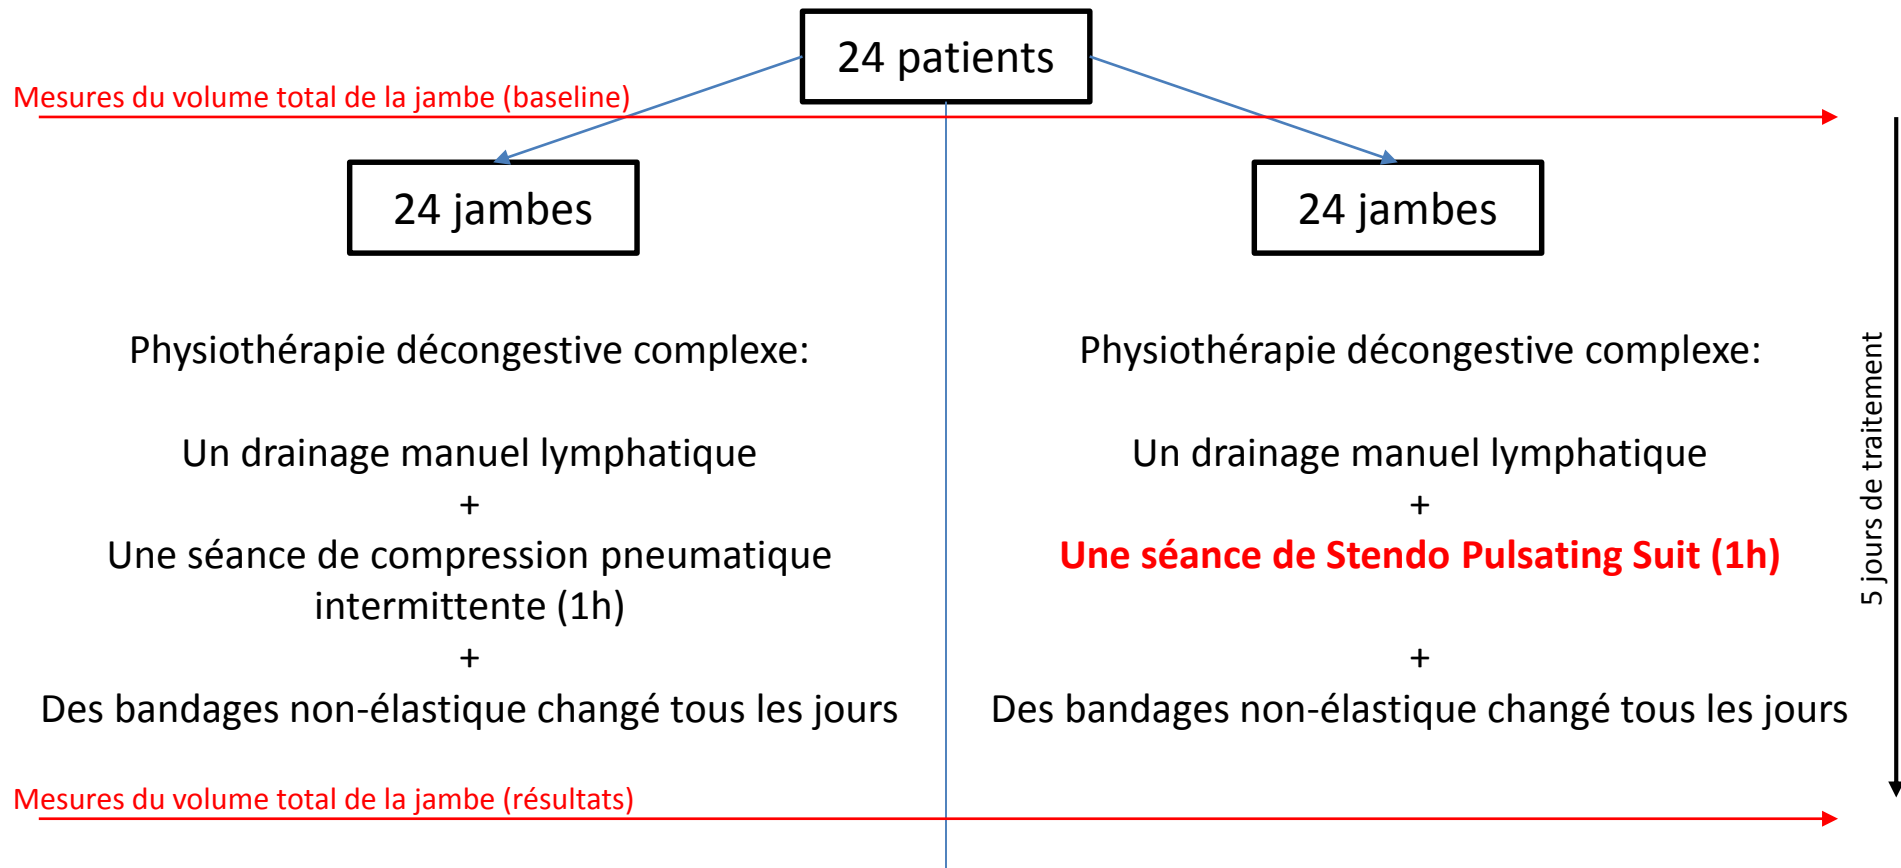 24 patients
Mesures du volume total de la jambe (baseline)
24 jambes
24 jambes
Physiothérapie décongestive complexe:
Un drainage manuel lymphatique
+
Une séance de compression pneumatique
intermittente (1h)
+
Des bandages non-élastique changé tous les jours
Physiothérapie décongestive complexe:
Un drainage manuel lymphatique
+
Une séance de Stendo Pulsating Suit (1h)
+
Des bandages non-élastique changé tous les jours
5 jours de traitement
Mesures du volume total de la jambe (résultats)